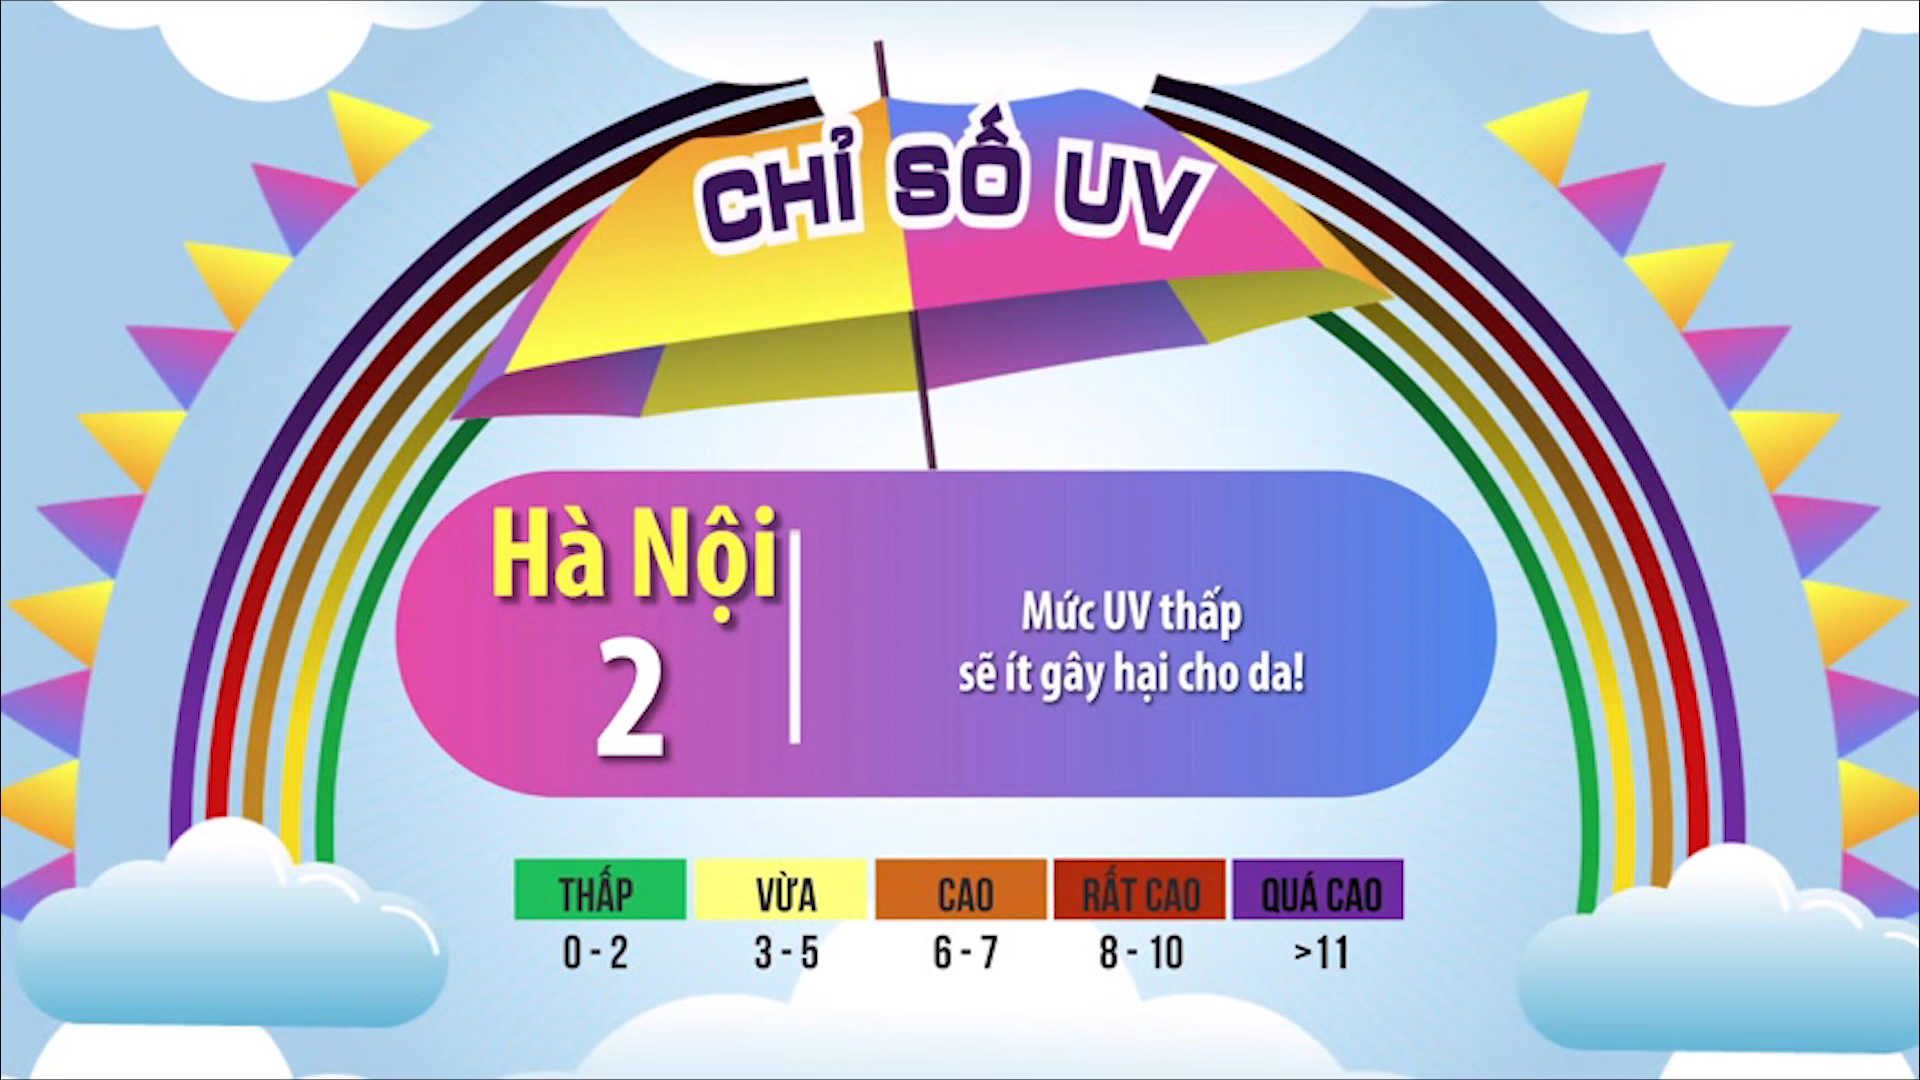 CHỈ SỐ UV
Hà Nội
2
Mức UV thấp
sẽ ít gây hại cho da!
THẤP VỪA CAO RẤT CAO QUÁ CAO
0 - 2 3 - 5 6 - 7 8 - 10 >11